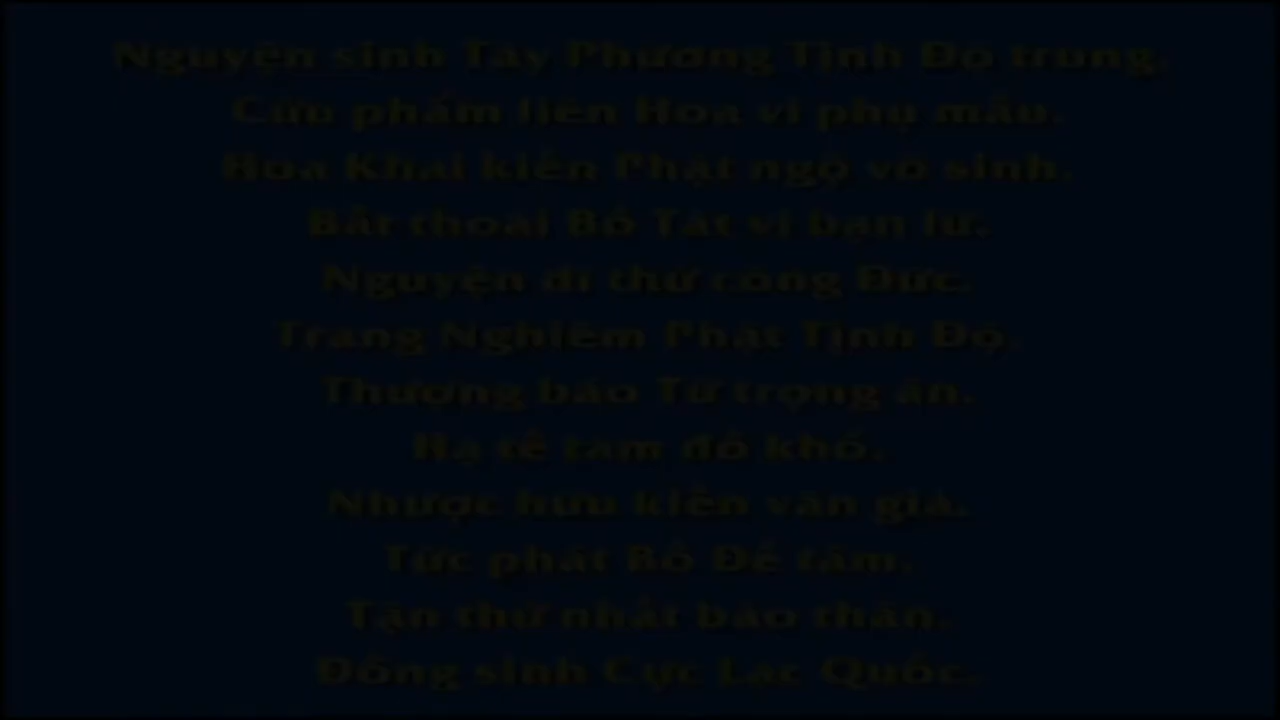 Nguyện sinh Tây Phương Tịnh Độ trung,
Cửu phẩm liên Hoa vi phụ mẫu.
Hoa Khai kiến Phật ngộ vô sinh,
Bất thoái Bồ Tát vi bạn lữ.
Nguyện dĩ thử công Đức,
Trang Nghiêm Phật Tịnh Độ,
Thượng báo Tứ trọng ân,
Hạ tế tam đồ khổ.
Nhược hữu kiến văn giả,
Tức phát Bồ Đề tâm,
Tận thử nhất báo thân,
Đồng sinh Cực Lạc Quốc.